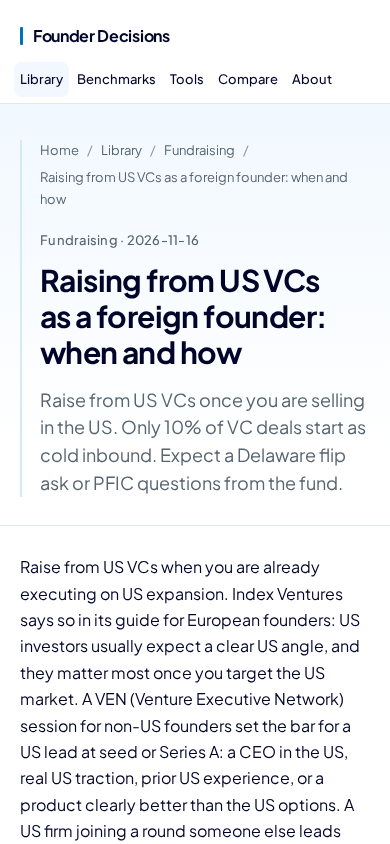 Founder Decisions
Library Benchmarks Tools Compare About
Home / Library / Fundraising /
Raising from US VCs as a foreign founder: when and
how
Fundraising · 2026-11-16
Raising from US VCs
as a foreign founder:
when and how
Raise from US VCs once you are selling
in the US. Only 10% of VC deals start as
cold inbound. Expect a Delaware flip
ask or PFIC questions from the fund.
Raise from US VCs when you are already
executing on US expansion. Index Ventures
says so in its guide for European founders: US
investors usually expect a clear US angle, and
they matter most once you target the US
market. A VEN (Venture Executive Network)
session for non-US founders set the bar for a
US lead at seed or Series A: a CEO in the US,
real US traction, prior US experience, or a
product clearly better than the US options. A
US firm joining a round someone else leads